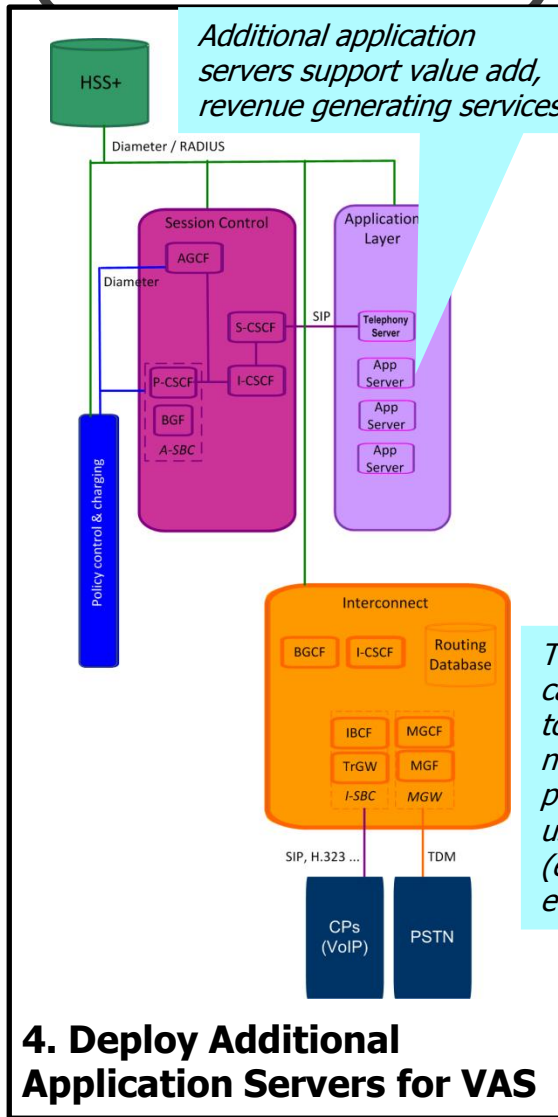 Additional application
servers support value add,
revenue generating services
HSS+
Diameter / RADIUS
Session Control
Application
Layer
AGCF
Diameter
S-CSCF
SIP
Telephony
Server
P-CSCF
I-CSCF
App
Server
BGF
App
Server
A-SBC
App
Server
Policy control & charging
Interconnect
BGCF
I-CSCF
Routing
Database
IBCF
MGCF
TrGW
MGF
I-SBC
MGW
SIP, H.323 ...
TDM
CPs
(VoIP)
PSTN
4. Deploy Additional
Application Servers for VAS